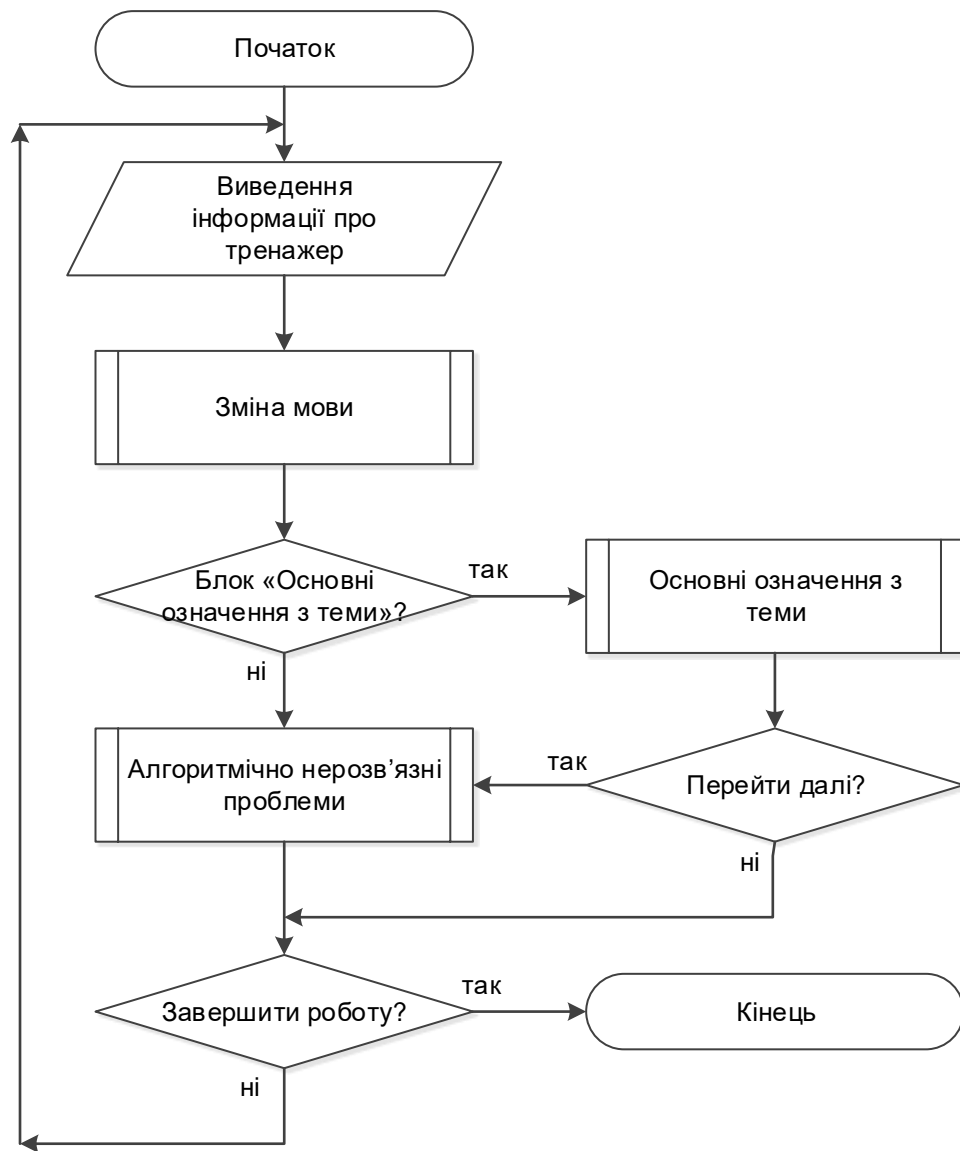 Початок
Виведення
інформації про
тренажер
Зміна мови
Блок «Основні
означення з теми»?
так
Основні означення з
теми
ні
Алгоритмічно нерозв’язні
проблеми
так
Перейти далі?
ні
Завершити роботу?
так
Кінець
ні